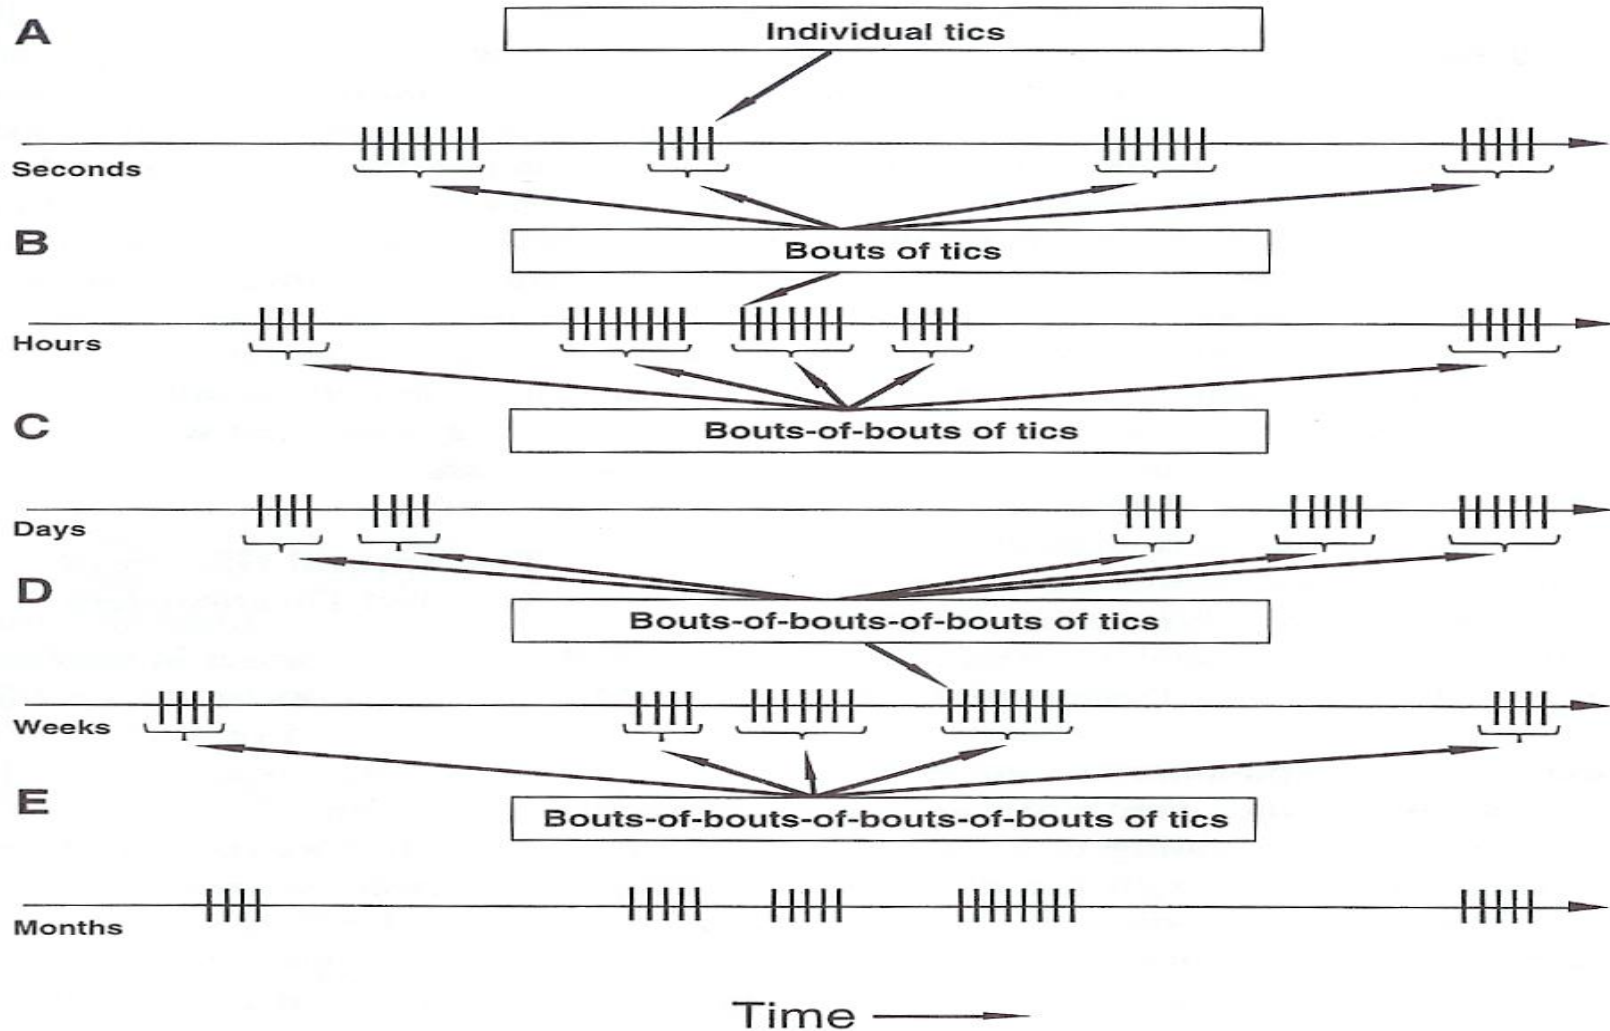 A
Individual tics
Seconds
B
Bouts of tics
Hours
C
Bouts-of-bouts of tics
Days
D
Bouts-of-bouts-of-bouts of tics
Weeks
E
Bouts-of-bouts-of-bouts-of-bouts of tics
Months
Time